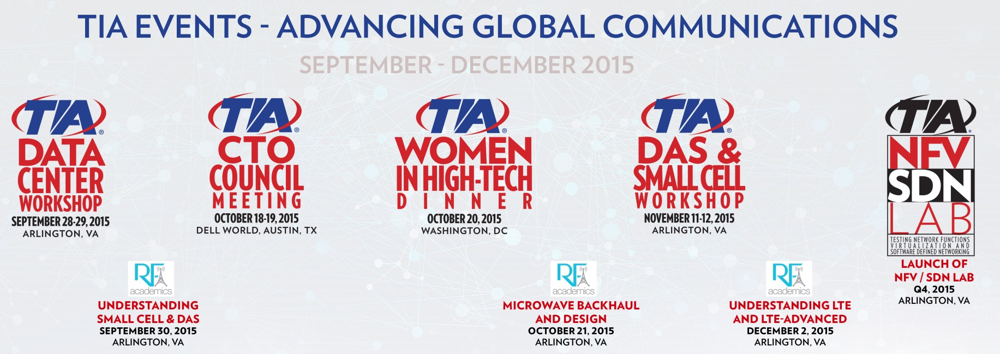 TIA EVENTS - ADVANCING GLOBAL COMMUNICATIONS
SEPTEMBER - DECEMBER 2015
TIA®
DATA
CENTER
WORKSHOP
SEPTEMBER 28-29, 2015
ARLINGTON, VA
TIA®
CTO
COUNCIL
MEETING
OCTOBER 18-19, 2015
DELL WORLD, AUSTIN, TX
TIA®
WOMEN
IN HIGH-TECH
DINNER
OCTOBER 20, 2015
WASHINGTON, DC
TIA®
DAS &
SMALL CELL
WORKSHOP
NOVEMBER 11-12, 2015
ARLINGTON, VA
TIA®
NFV
SDN
LAB
TESTING NETWORK FUNCTIONS
VIRTUALIZATION AND
SOFTWARE DEFINED NETWORKING
LAUNCH OF
NFV / SDN LAB
Q4, 2015
ARLINGTON, VA
RF
academics
UNDERSTANDING
SMALL CELL & DAS
SEPTEMBER 30, 2015
ARLINGTON, VA
RF
academics
MICROWAVE BACKHAUL
AND DESIGN
OCTOBER 21, 2015
ARLINGTON, VA
RF
academics
UNDERSTANDING LTE
AND LTE-ADVANCED
DECEMBER 2, 2015
ARLINGTON, VA